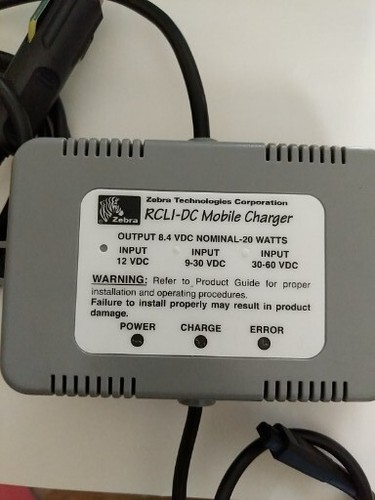 Zebra Technologies Corporation
Zebra
RCLI-DC Mobile Charger
OUTPUT 8.4 VDC NOMINAL-20 WATTS
INPUT INPUT INPUT
12 VDC 9-30 VDC 30-60 VDC
WARNING: Refer to Product Guide for proper
installation and operating procedures.
Failure to install properly may result in product
damage.
POWER CHARGE ERROR